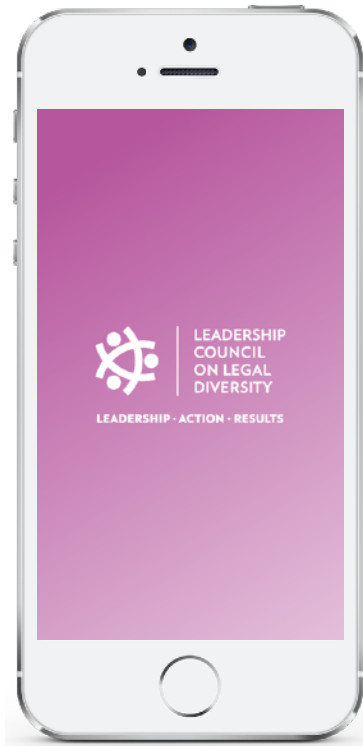 LEADERSHIP
COUNCIL
ON LEGAL
DIVERSITY
LEADERSHIP · ACTION · RESULTS